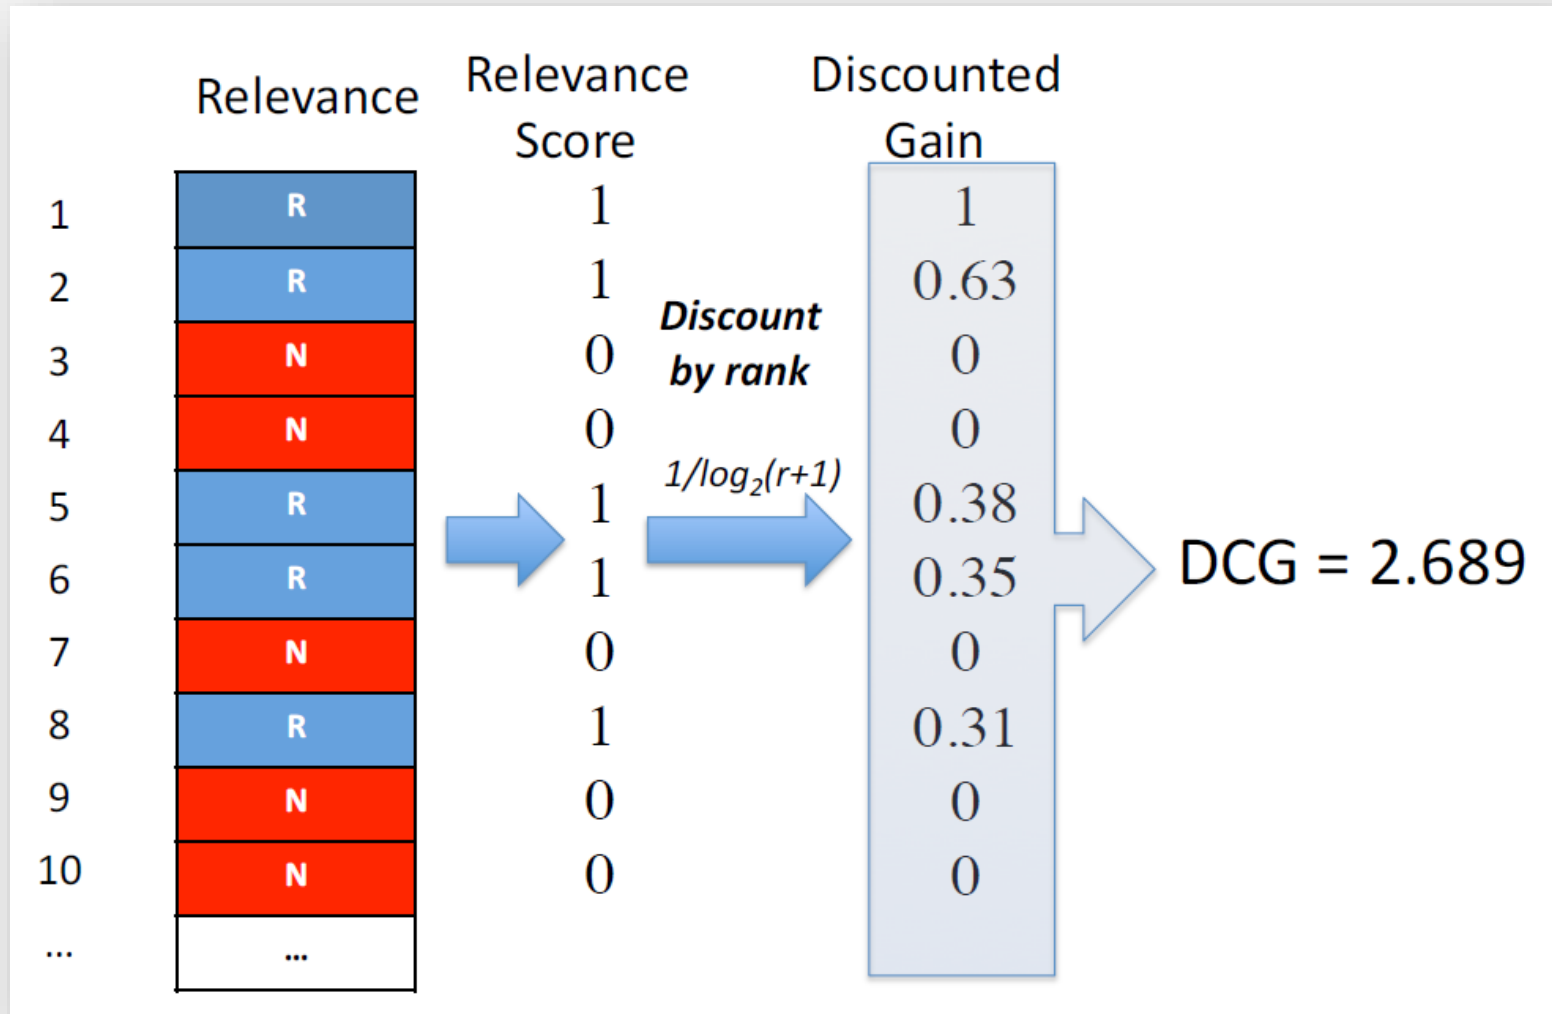 Relevance
Relevance
Score
Discounted
Gain
1 R 1 1
2 R 1 0.63
3 N 0 0
4 N 0 0
5 R 1 0.38
6 R 1 0.35
7 N 0 0
8 R 1 0.31
9 N 0 0
10 N 0 0
... ...
Discount
by rank
1/log₂(r+1)
DCG = 2.689